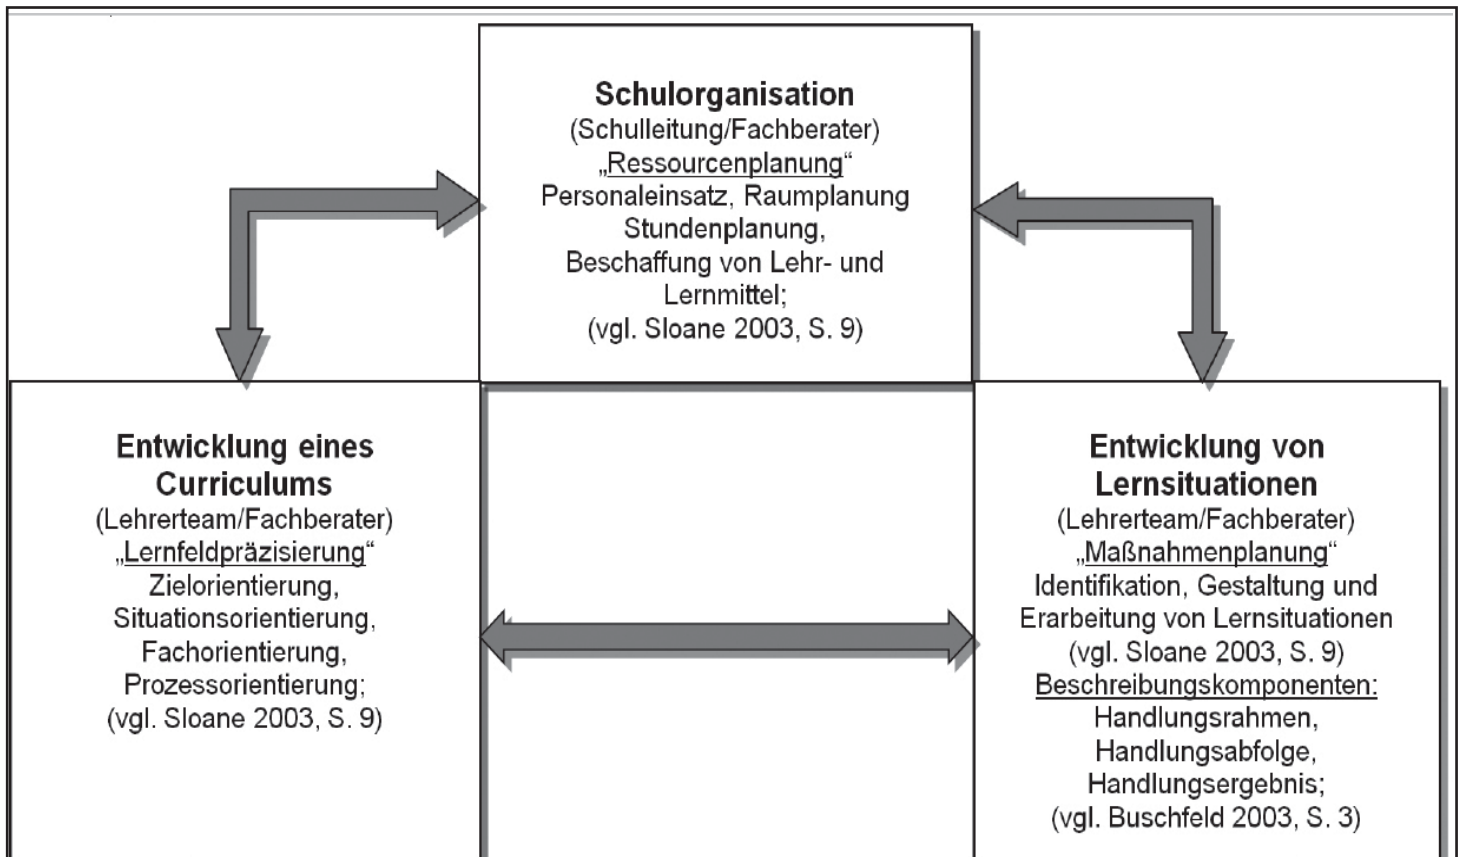 Schulorganisation
(Schulleitung/Fachberater)
„Ressourcenplanung“
Personaleinsatz, Raumplanung
Stundenplanung,
Beschaffung von Lehr- und
Lernmittel;
(vgl. Sloane 2003, S. 9)
Entwicklung eines
Curriculums
(Lehrerteam/Fachberater)
„Lernfeldpräzisierung“
Zielorientierung,
Situationsorientierung,
Fachorientierung,
Prozessorientierung;
(vgl. Sloane 2003, S. 9)
Entwicklung von
Lernsituationen
(Lehrerteam/Fachberater)
„Maßnahmenplanung“
Identifikation, Gestaltung und
Erarbeitung von Lernsituationen
(vgl. Sloane 2003, S. 9)
Beschreibungskomponenten:
Handlungsrahmen,
Handlungsabfolge,
Handlungsergebnis;
(vgl. Buschfeld 2003, S. 3)